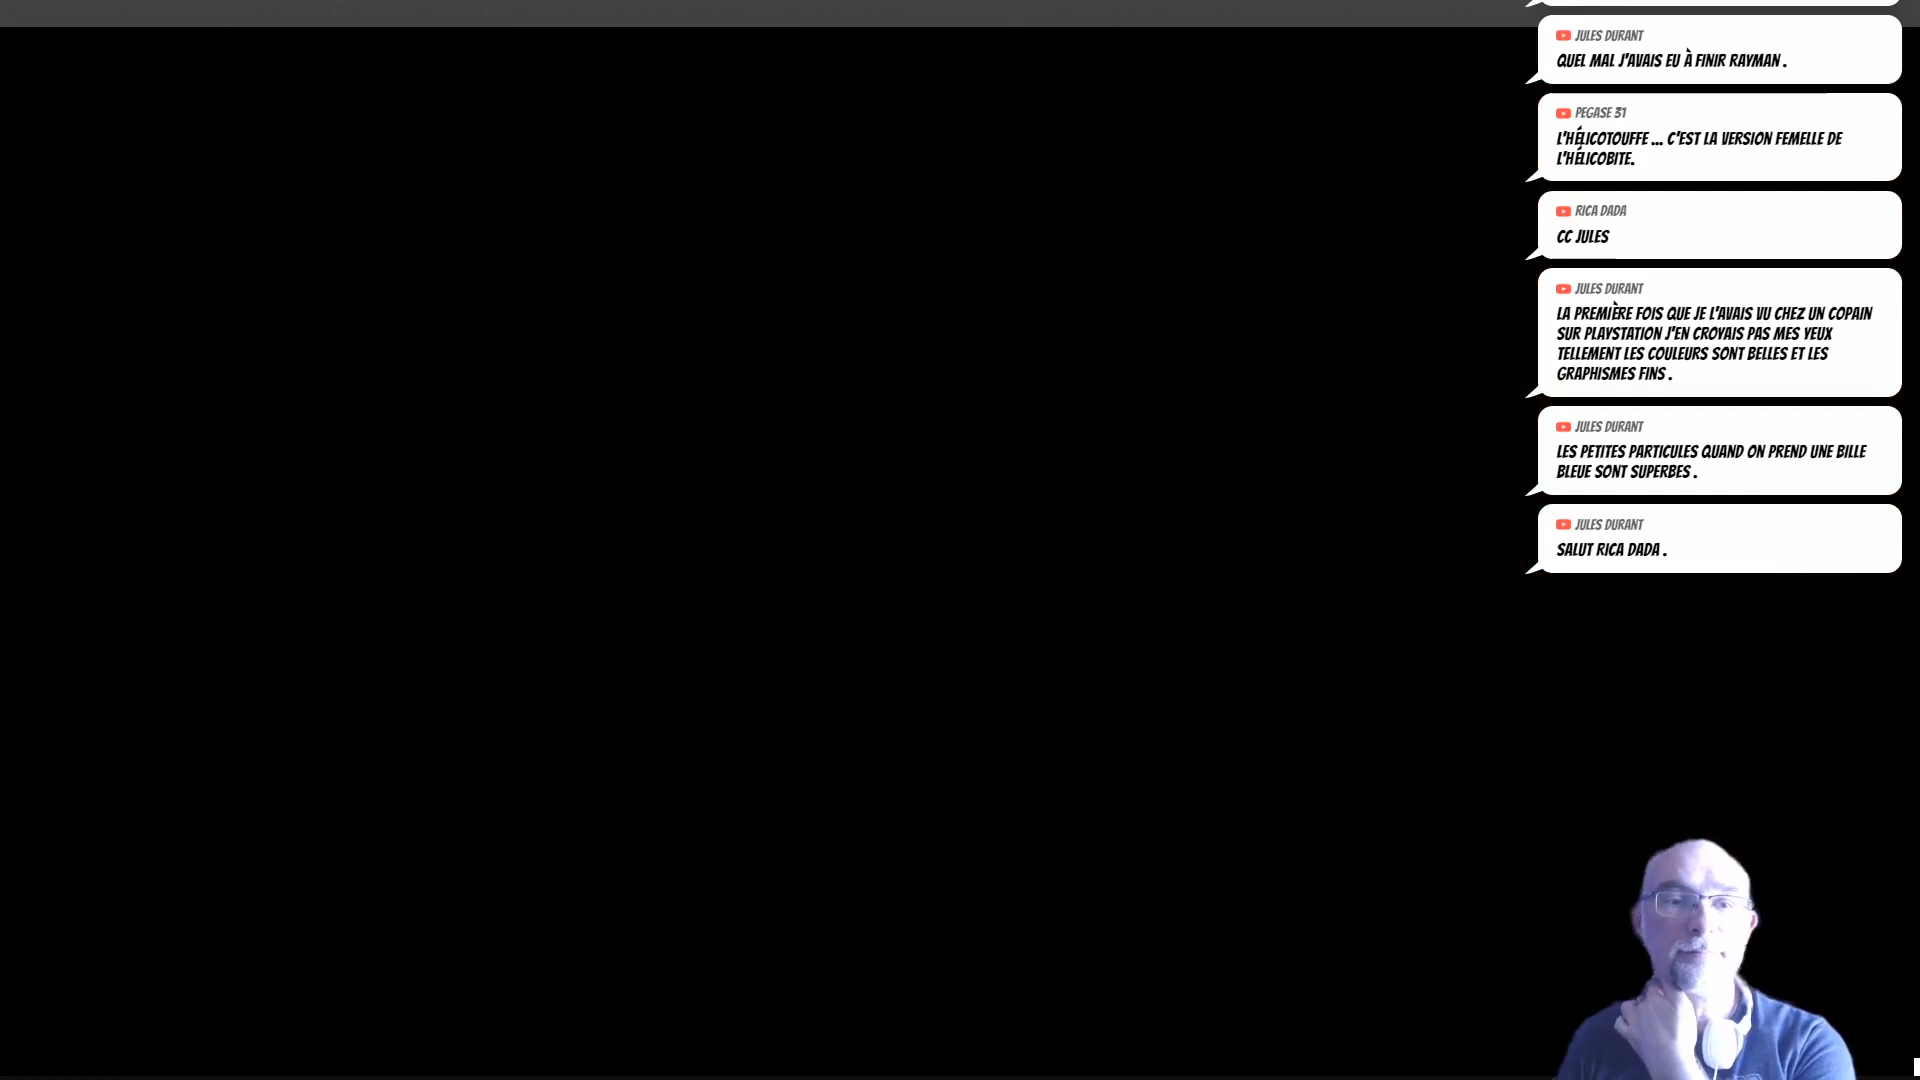 JULES DURANT
QUEL MAL J'AVAIS EU À FINIR RAYMAN .
PEGASE 31
L'HÉLICOTOUFFE ... C'EST LA VERSION FEMELLE DE
L'HÉLICOBITE.
RICA DADA
CC JULES
JULES DURANT
LA PREMIÈRE FOIS QUE JE L'AVAIS VU CHEZ UN COPAIN
SUR PLAYSTATION J'EN CROYAIS PAS MES YEUX
TELLEMENT LES COULEURS SONT BELLES ET LES
GRAPHISMES FINS .
JULES DURANT
LES PETITES PARTICULES QUAND ON PREND UNE BILLE
BLEUE SONT SUPERBES .
JULES DURANT
SALUT RICA DADA .